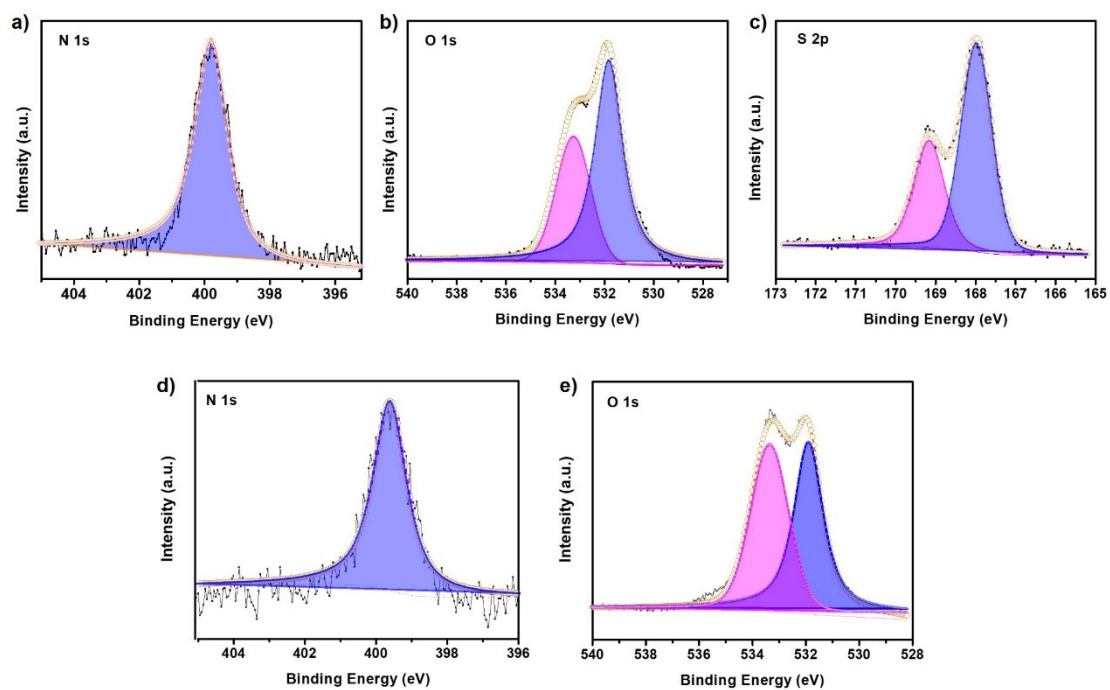 a)
N 1s
Intensity (a.u.)
404 402 400 398 396
Binding Energy (eV)
b)
O 1s
Intensity (a.u.)
540 538 536 534 532 530 528
Binding Energy (eV)
c)
S 2p
Intensity (a.u.)
173 172 171 170 169 168 167 166 165
Binding Energy (eV)
d)
N 1s
Intensity (a.u.)
404 402 400 398 396
Binding Energy (eV)
e)
O 1s
Intensity (a.u.)
540 538 536 534 532 530 528
Binding Energy (eV)